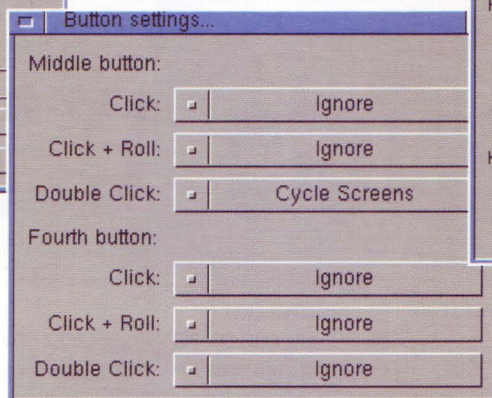 Button settings...
Middle button:
Click: Ignore
Click + Roll: Ignore
Double Click: Cycle Screens
Fourth button:
Click: Ignore
Click + Roll: Ignore
Double Click: Ignore